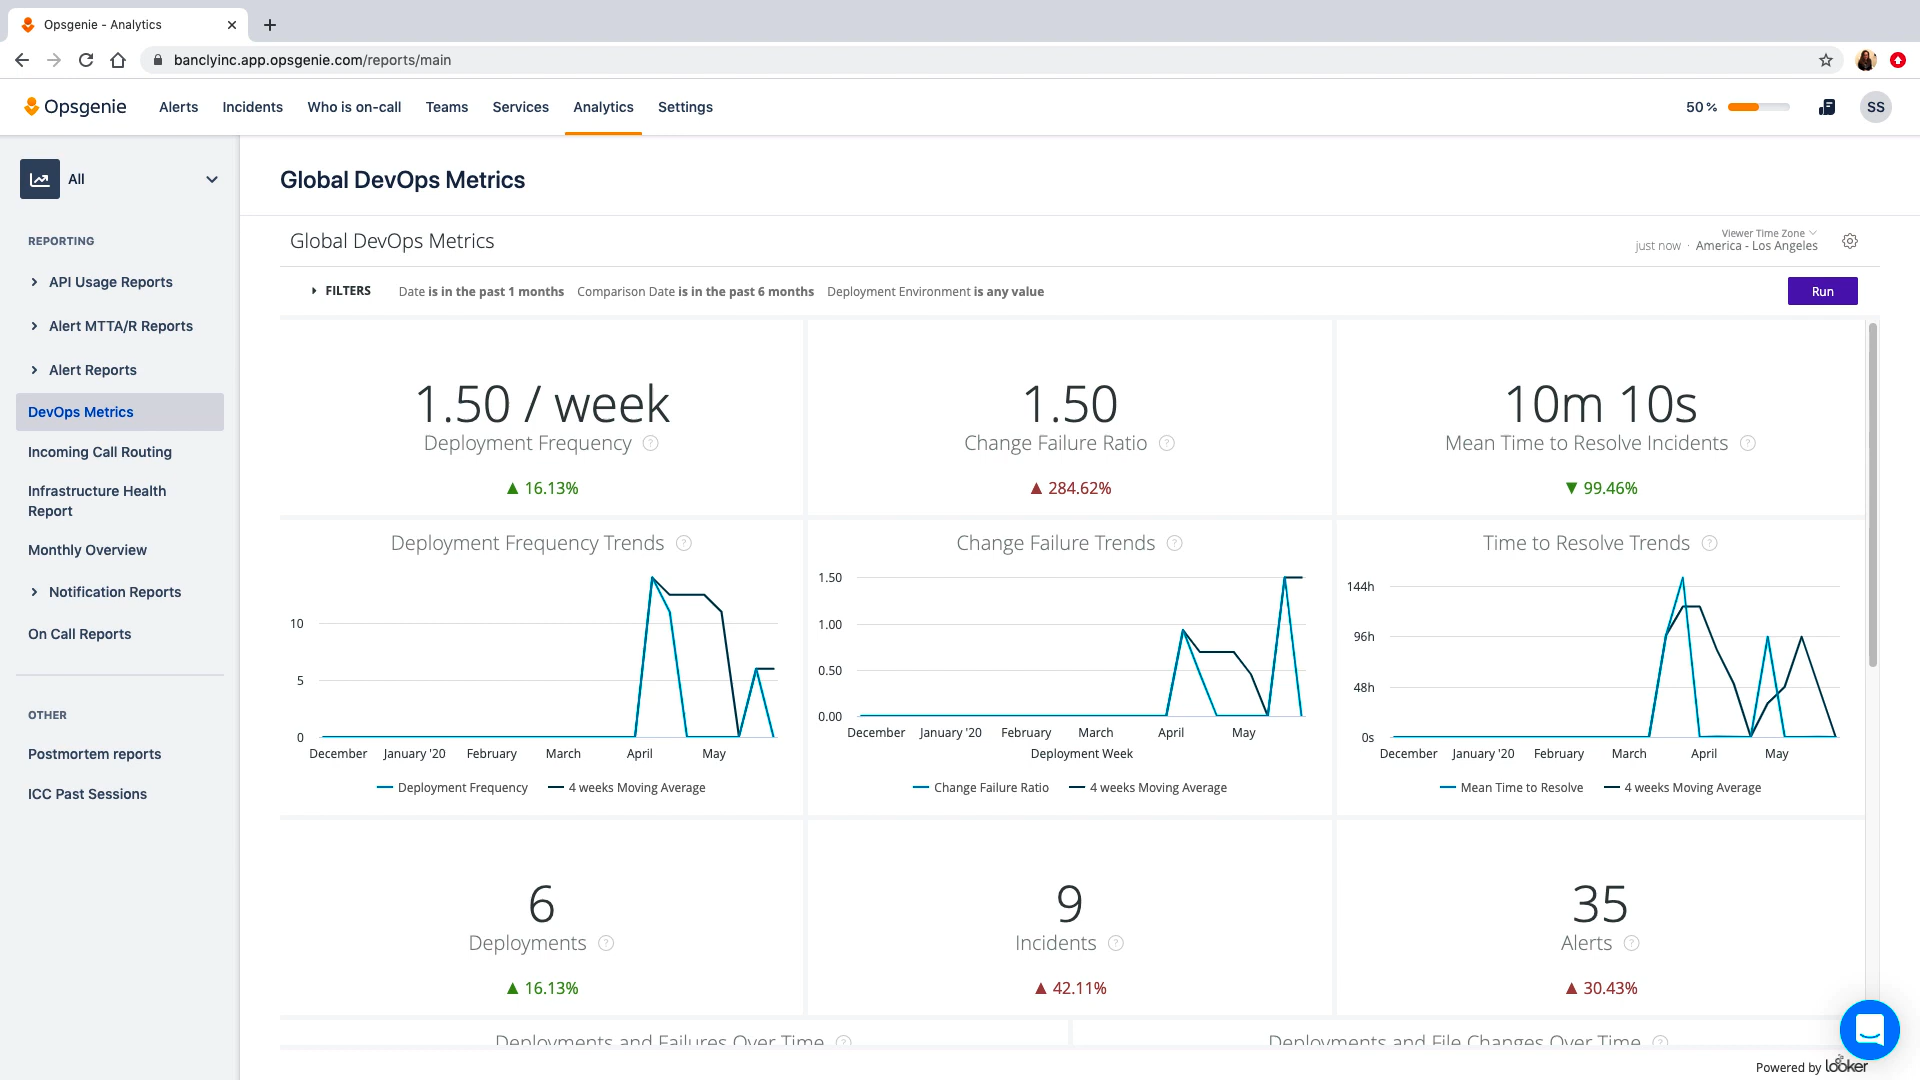 Opsgenie - Analytics
banclyinc.app.opsgenie.com/reports/main
Opsgenie Alerts Incidents Who is on-call Teams Services Analytics Settings 50 % SS
All
REPORTING
API Usage Reports
Alert MTTA/R Reports
Alert Reports
DevOps Metrics
Incoming Call Routing
Infrastructure Health
Report
Monthly Overview
Notification Reports
On Call Reports
OTHER
Postmortem reports
ICC Past Sessions
Global DevOps Metrics
Global DevOps Metrics
Viewer Time Zone
just now · America - Los Angeles
FILTERS Date is in the past 1 months Comparison Date is in the past 6 months Deployment Environment is any value Run
1.50 / week
Deployment Frequency ?
▲ 16.13%
1.50
Change Failure Ratio ?
▲ 284.62%
10m 10s
Mean Time to Resolve Incidents ?
▼ 99.46%
Deployment Frequency Trends ?
10
5
0
December January '20 February March April May
Deployment Frequency 4 weeks Moving Average
Change Failure Trends ?
1.50
1.00
0.50
0.00
December January '20 February March April May
Deployment Week
Change Failure Ratio 4 weeks Moving Average
Time to Resolve Trends ?
144h
96h
48h
0s
December January '20 February March April May
Mean Time to Resolve 4 weeks Moving Average
6
Deployments ?
▲ 16.13%
9
Incidents ?
▲ 42.11%
35
Alerts ?
▲ 30.43%
Deployments and Failures Over Time ?
Deployments and File Changes Over Time ?
Powered by looker